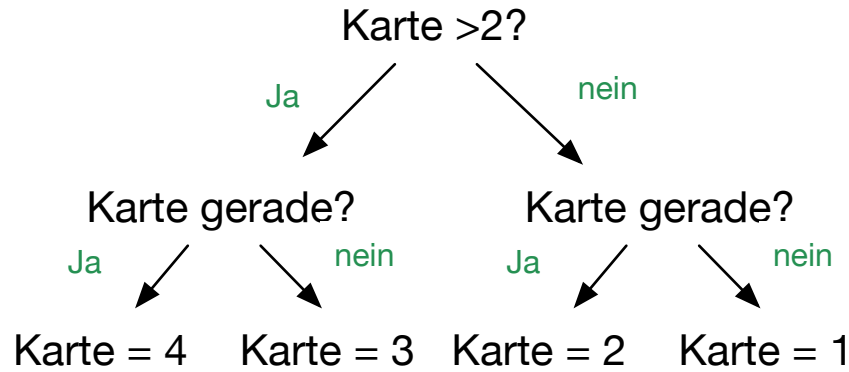 Karte >2?
Ja
nein
Karte gerade?
Karte gerade?
Ja
nein
Ja
nein
Karte = 4
Karte = 3
Karte = 2
Karte = 1